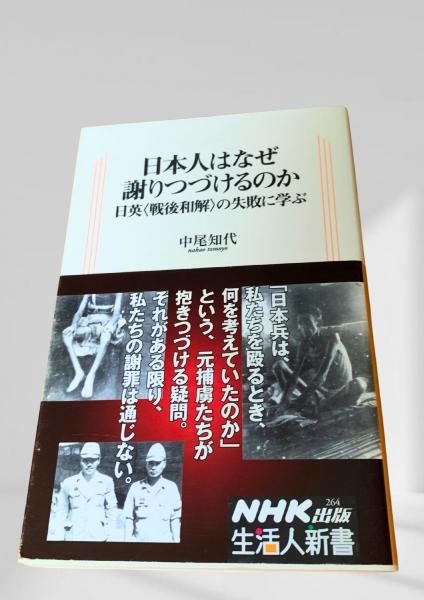 日本人はなぜ
謝りつづけるのか
日英〈戦後和解〉の失敗に学ぶ
中尾知代
nakao tomoyo
「日本兵は、
私たちを殴るとき、
何を考えていたのか」
という、元捕虜たちが
抱きつづける疑問。
それがある限り、
私たちの謝罪は通じない。
264
NHK出版
生活人新書